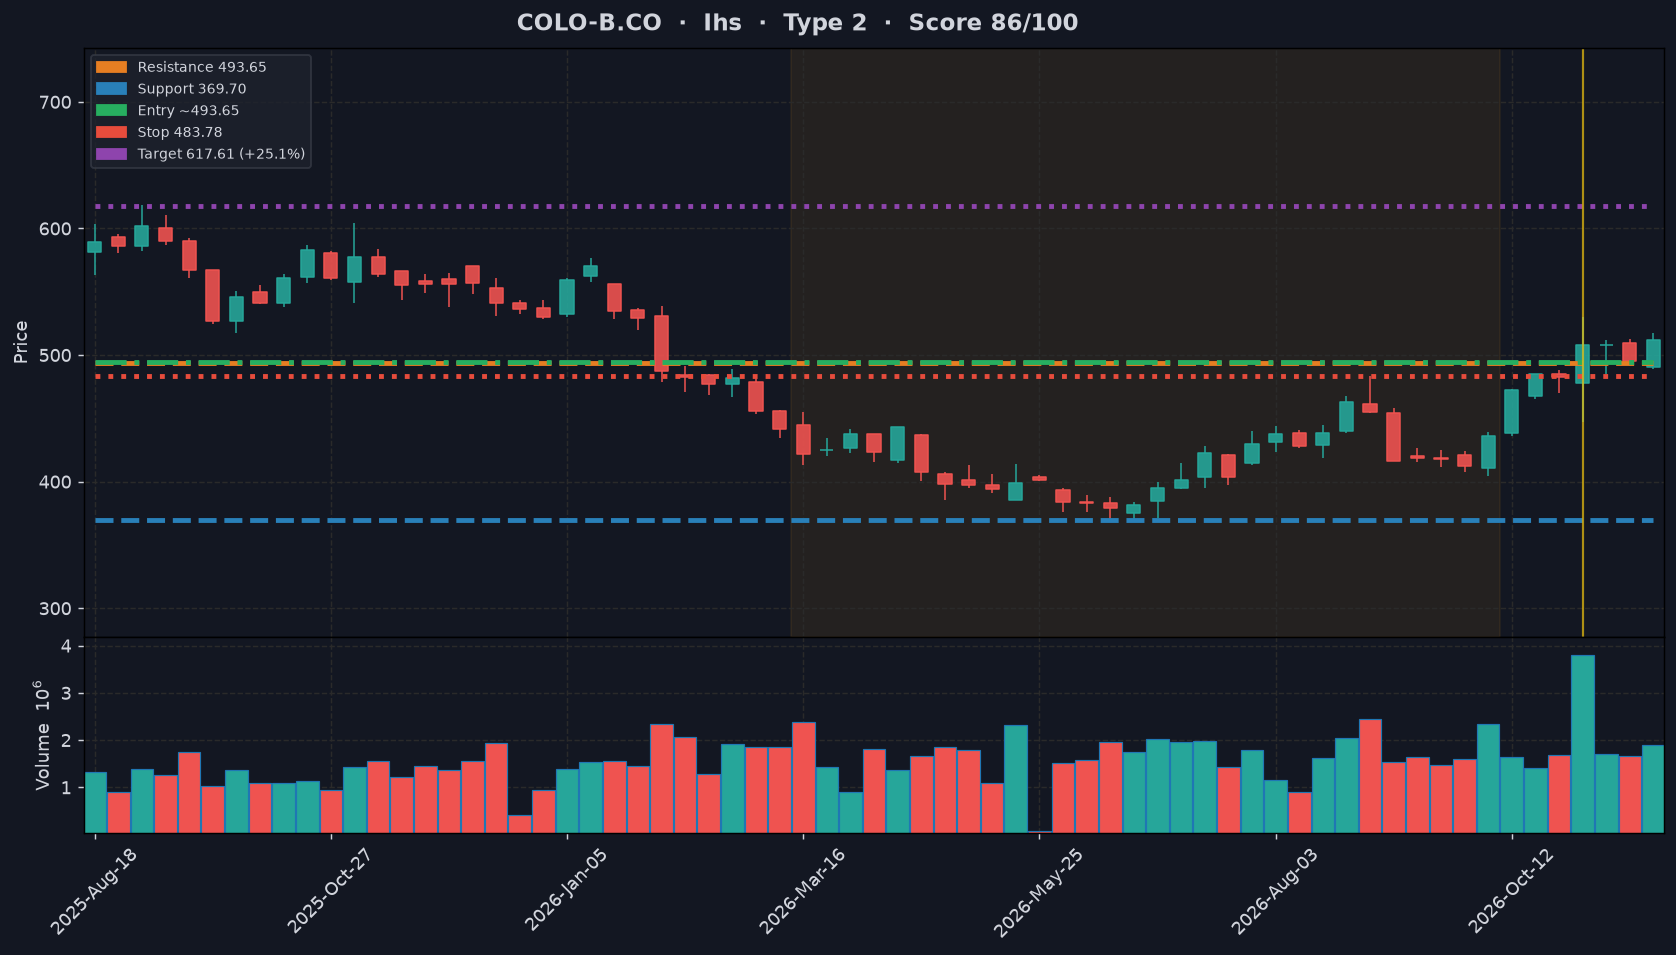 COLO-B.CO · Ihs · Type 2 · Score 86/100
Resistance 493.65
Support 369.70
Entry ~493.65
Stop 483.78
Target 617.61 (+25.1%)
Price
700
600
500
400
300
Volume 10⁶
4
3
2
1
2025-Aug-18
2025-Oct-27
2026-Jan-05
2026-Mar-16
2026-May-25
2026-Aug-03
2026-Oct-12